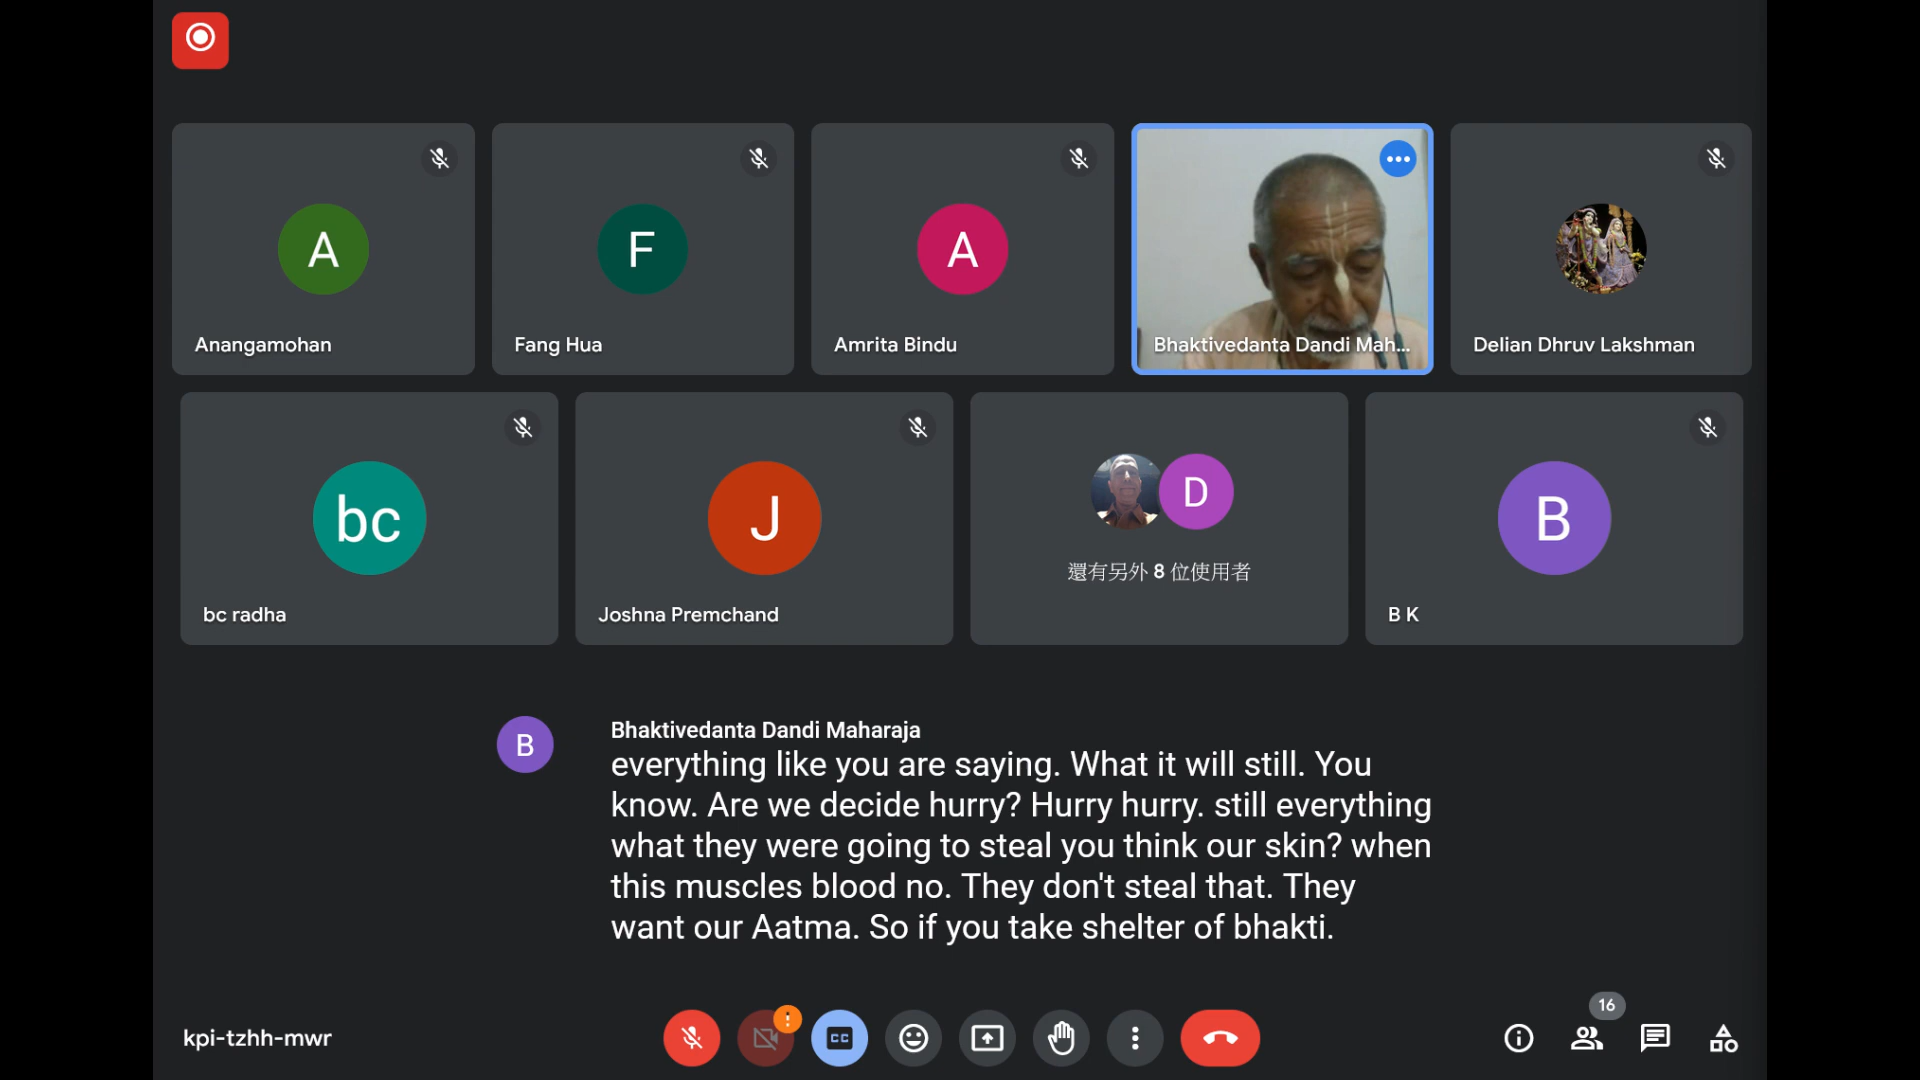 A
Anangamohan
F
Fang Hua
A
Amrita Bindu
Bhaktivedanta Dandi Mah...
Delian Dhruv Lakshman
bc
bc radha
J
Joshna Premchand
D
還有另外 8 位使用者
B
B K
B
Bhaktivedanta Dandi Maharaja
everything like you are saying. What it will still. You
know. Are we decide hurry? Hurry hurry. still everything
what they were going to steal you think our skin? when
this muscles blood no. They don't steal that. They
want our Aatma. So if you take shelter of bhakti.
kpi-tzhh-mwr
CC
16